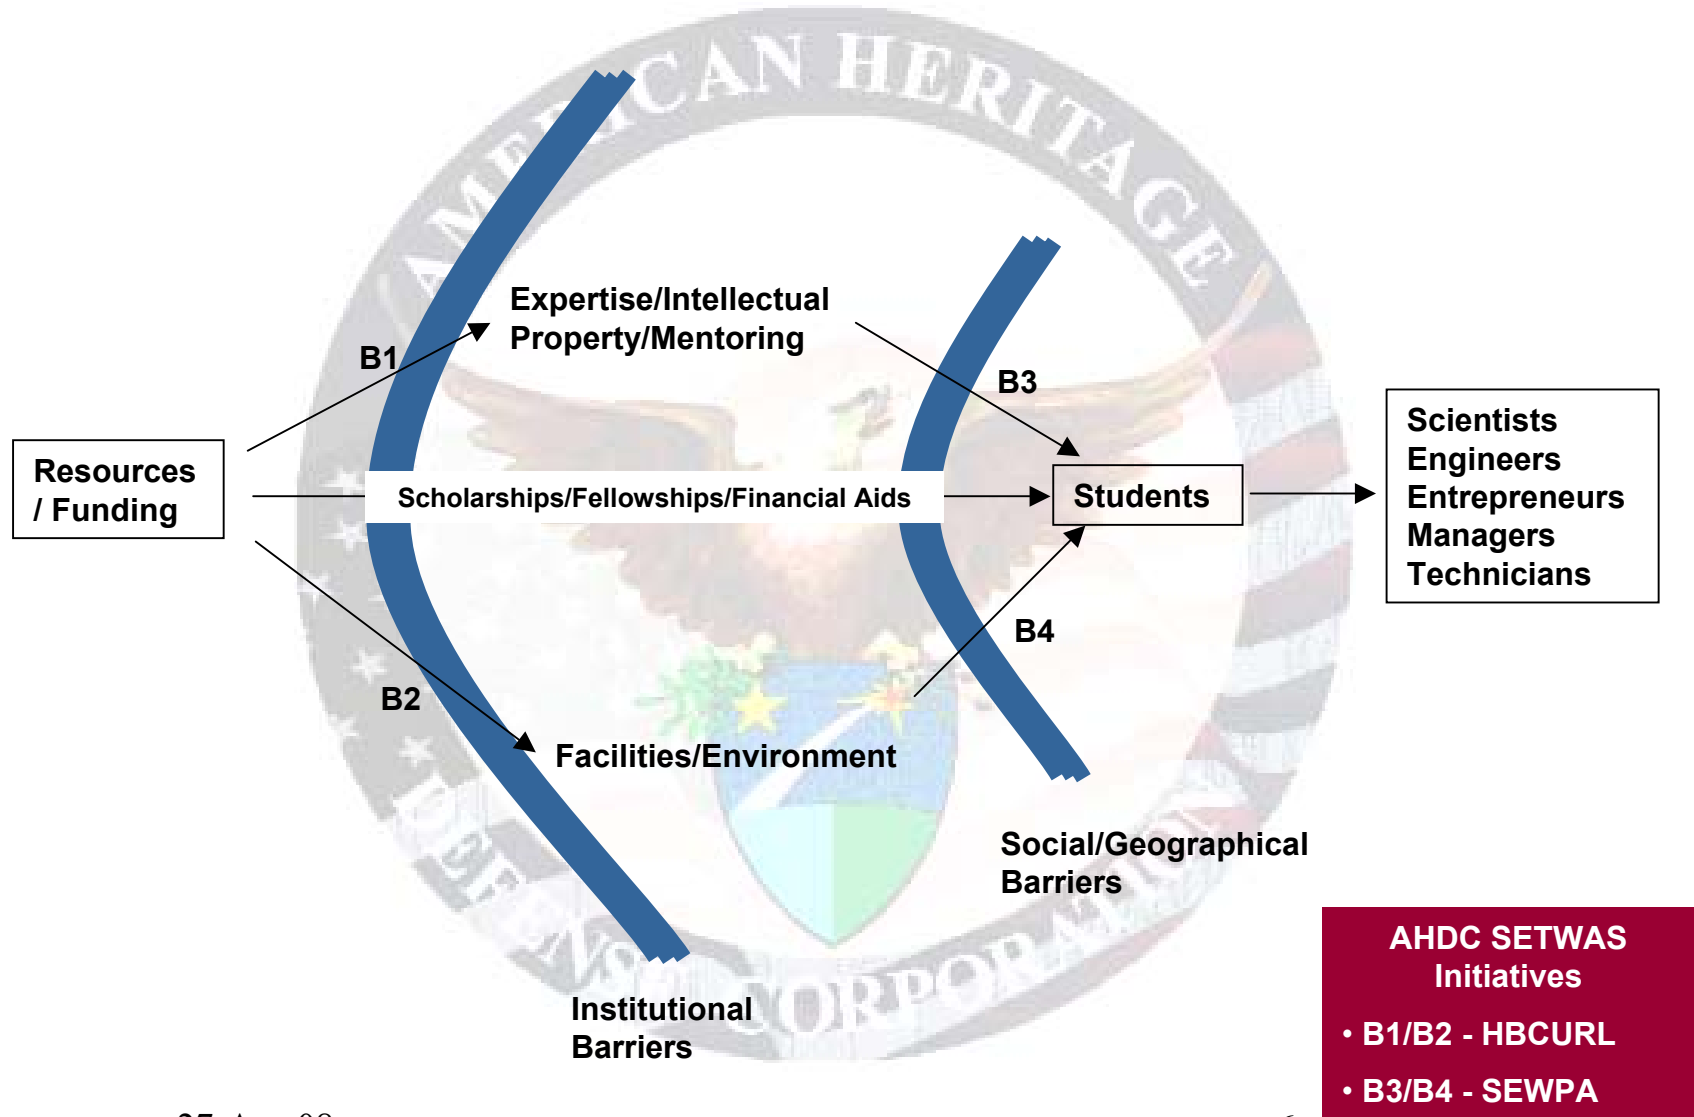 AMERICAN HERITAGE
DEFENSE CORPORATION
Expertise/Intellectual
Property/Mentoring
B1
B3
Resources
/ Funding
Scholarships/Fellowships/Financial Aids
Students
Scientists
Engineers
Entrepreneurs
Managers
Technicians
B4
B2
Facilities/Environment
Social/Geographical
Barriers
Institutional
Barriers
AHDC SETWAS
Initiatives
• B1/B2 - HBCURL
• B3/B4 - SEWPA